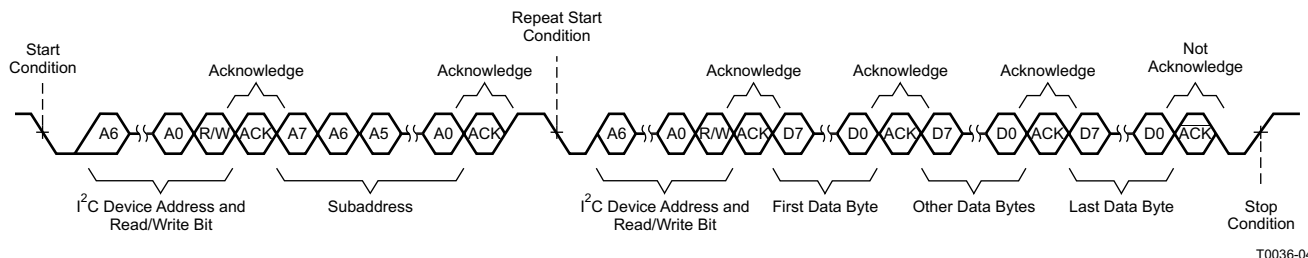 Repeat Start
Condition
Start
Condition
Acknowledge
Acknowledge
Acknowledge
Acknowledge
Acknowledge
Not
Acknowledge
A6 A0 R/W ACK A7 A6 A5 A0 ACK A6 A0 R/W ACK D7 D0 ACK D7 D0 ACK D7 D0 ACK
I²C Device Address and
Read/Write Bit
Subaddress
I²C Device Address and
Read/Write Bit
First Data Byte
Other Data Bytes
Last Data Byte
Stop
Condition
T0036-04